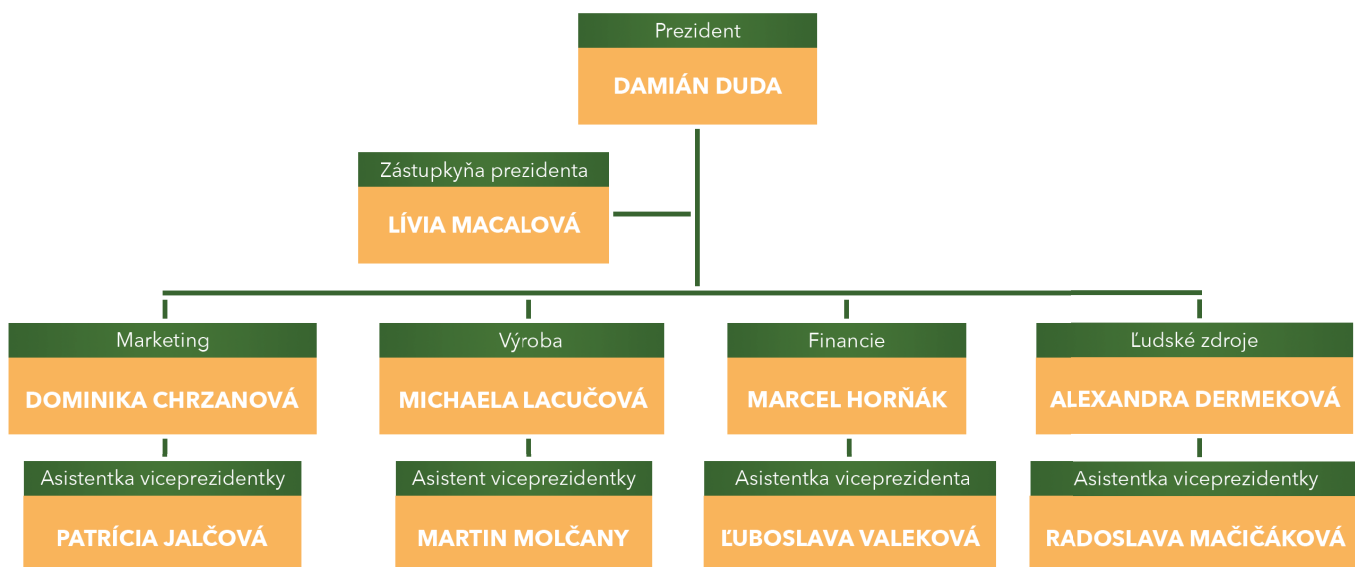 Prezident
DAMIÁN DUDA
Zástupkyňa prezidenta
LÍVIA MACALOVÁ
Marketing
DOMINIKA CHRZANOVÁ
Výroba
MICHAELA LACUČOVÁ
Financie
MARCEL HORŇÁK
Ľudské zdroje
ALEXANDRA DERMEKOVÁ
Asistentka viceprezidentky
PATRÍCIA JALČOVÁ
Asistent viceprezidentky
MARTIN MOLČANY
Asistentka viceprezidenta
ĽUBOSLAVA VALEKOVÁ
Asistentka viceprezidentky
RADOSLAVA MAČIČÁKOVÁ